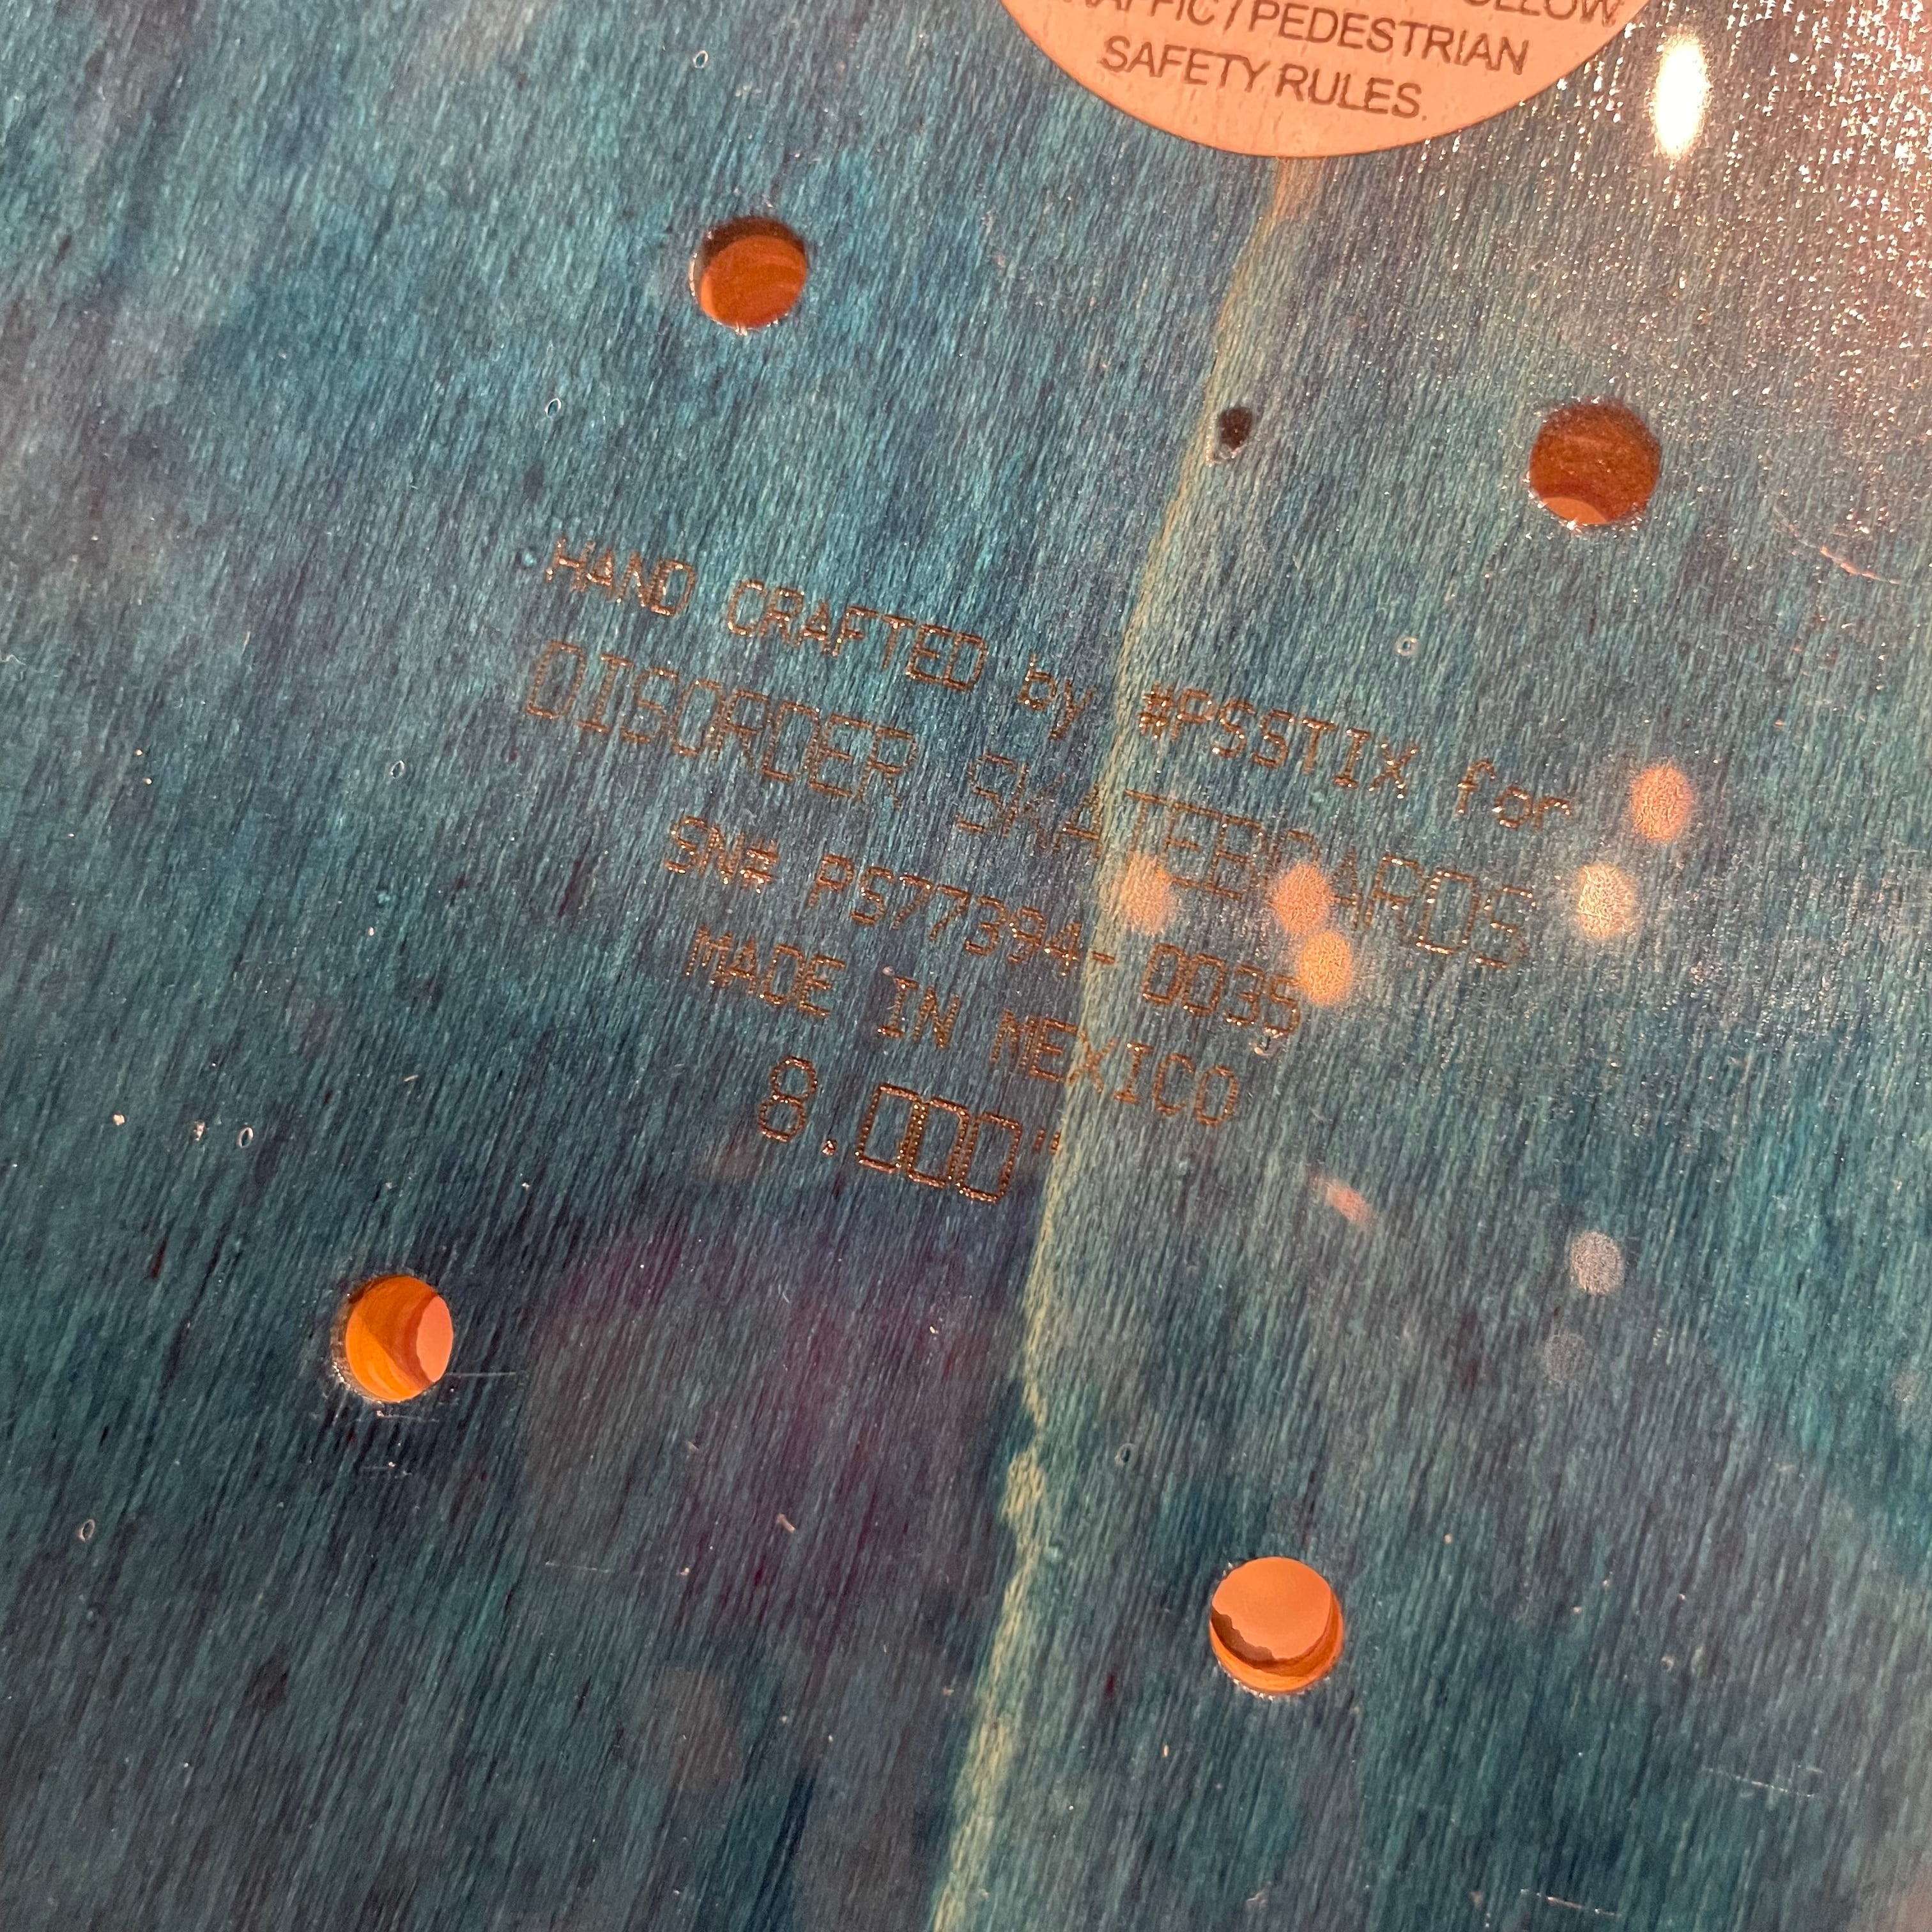 FOLLOW
TRAFFIC / PEDESTRIAN
SAFETY RULES.
HAND CRAFTED by #PSSTIX for
DISORDER SKATEBOARDS
SN# PS77394- 0035
MADE IN MEXICO
8.000"